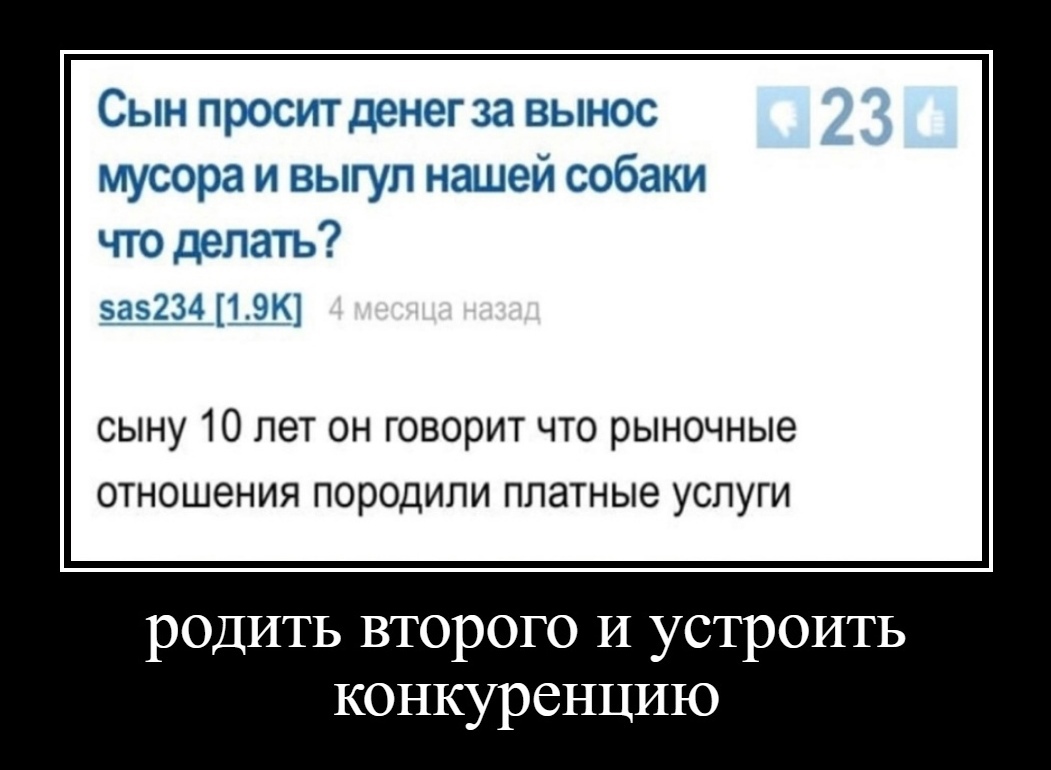 Сын просит денег за вынос
мусора и выгул нашей собаки
что делать?
23
sas234 [1.9K] 4 месяца назад
сыну 10 лет он говорит что рыночные
отношения породили платные услуги
родить второго и устроить
конкуренцию